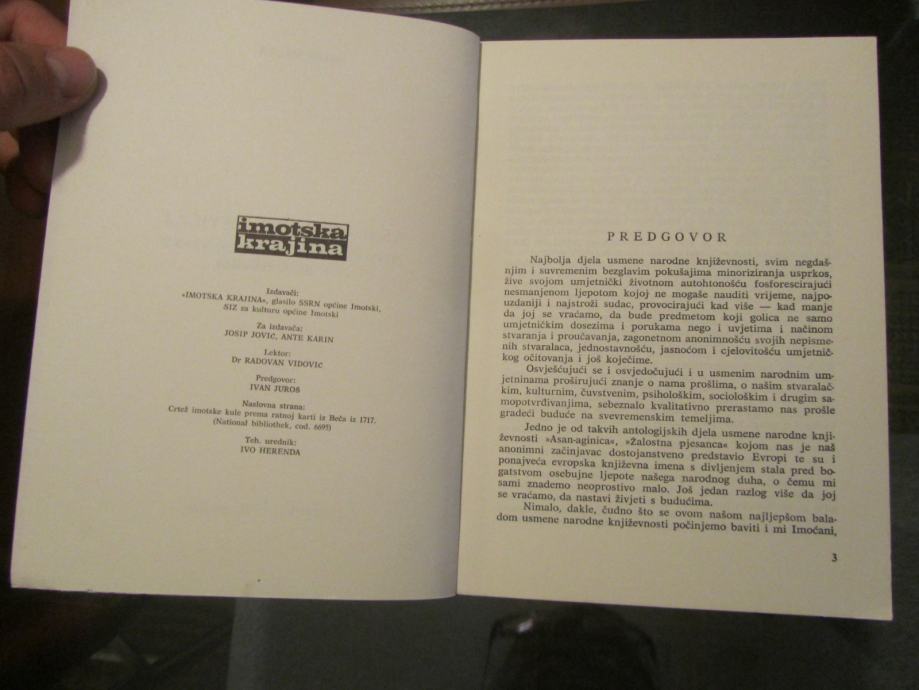 imotska
krajina
Izdavači:
»IMOTSKA KRAJINA«, glasilo SSRN općine Imotski,
SIZ za kulturu općine Imotski
Za izdavača:
JOSIP JOVIĆ, ANTE KARIN
Lektor:
Dr RADOVAN VIDOVIĆ
Predgovor:
IVAN JUROS
Naslovna strana:
Crtež imotske kule prema ratnoj karti iz Beča iz 1717.
(National bibliothek, cod. 6695)
Teh. urednik:
IVO HERENDA
PREDGOVOR
Najbolja djela usmene narodne književnosti, svim negdaš-
njim i suvremenim bezglavim pokušajima minoriziranja usprkos,
žive svojom umjetnički životnom autohtonošću fosforescirajući
nesmanjenom ljepotom kojoj ne mogaše nauditi vrijeme, najpo-
uzdaniji i najstroži sudac, provocirajući kad više — kad manje
da joj se vraćamo, da bude predmetom koji golica ne samo
umjetničkim dosezima i porukama nego i uvjetima i načinom
stvaranja i proučavanja, zagonetnom anonimnošću svojih nepisme-
nih stvaralaca, jednostavnošću, jasnoćom i cjelovitošću umjetnič-
kog očitovanja i još koječime.
Osvješćujući se i osvjedočujući i u usmenim narodnim um-
jetninama proširujući znanje o nama prošlima, o našim stvaralač-
kim, kulturnim, čuvstvenim, psihološkim, sociološkim i drugim sa-
mopotvrđivanjima, sebeznalo kvalitativno prerastamo nas prošle
gradeći buduće na svevremenskim temeljima.
Jedno je od takvih antologijskih djela usmene narodne knji-
ževnosti »Asan-aginica«, »Žalostna pjesanca« kojom nas je naš
anonimni začinjavac dostojanstveno predstavio Evropi te su i
ponajveća evropska književna imena s divljenjem stala pred bo-
gatstvom osebujne ljepote našega narodnog duha, o čemu mi
sami znademo neoprostivo malo. Još jedan razlog više da joj
se vraćamo, da nastavi živjeti s budućima.
Nimalo, dakle, čudno što se ovom našom najljepšom bala-
dom usmene narodne književnosti počinjemo baviti i mi Imoćani,
3